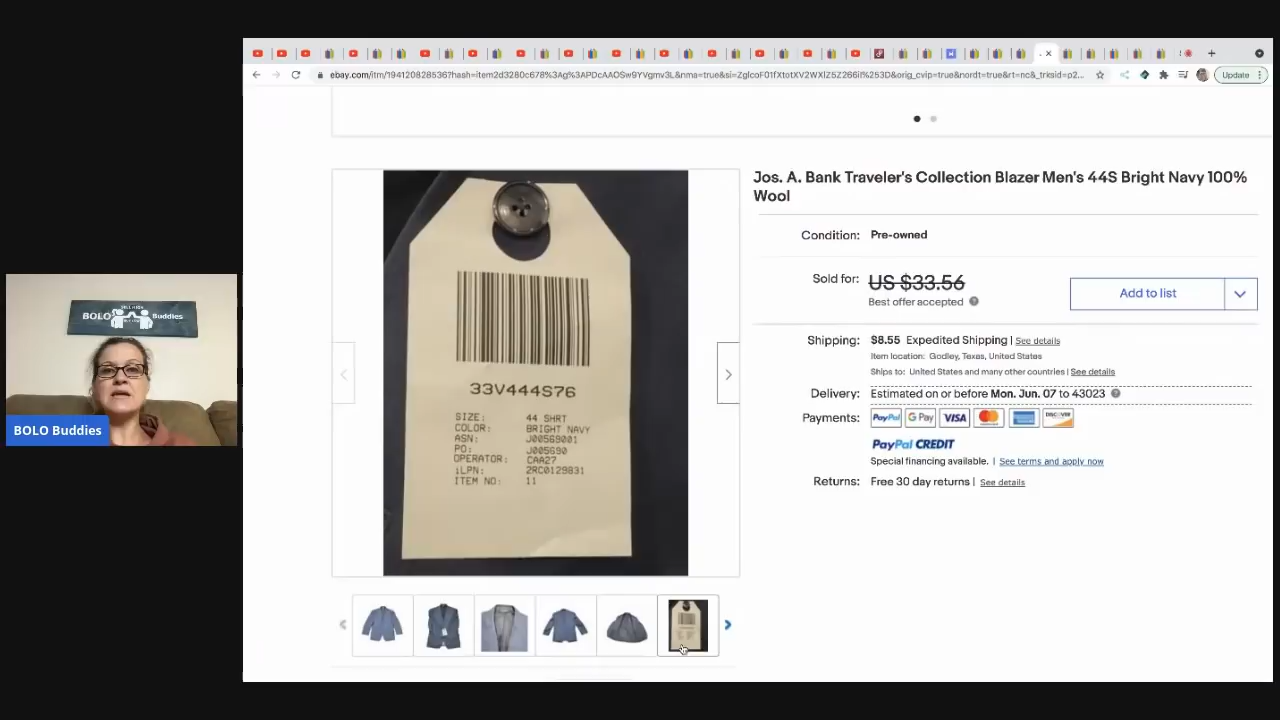 ebay.com/itm/194120828536?hash=item2d3280c678%3Ag%3APDcAAOSw9YVgmv3L&nma=true&si=ZglcoF01fXtotXV2WXlZ5Z266iI%253D&orig_cvip=true&nordt=true&rt=nc&_trksid=p2...
Update
Jos. A. Bank Traveler's Collection Blazer Men's 44S Bright Navy 100%
Wool
Condition: Pre-owned
Sold for: US $33.56
Best offer accepted
Add to list
Shipping: $8.55 Expedited Shipping | See details
Item location: Godley, Texas, United States
Ships to: United States and many other countries | See details
Delivery: Estimated on or before Mon. Jun. 07 to 43023
Payments: PayPal G Pay VISA mastercard DISCOVER
PayPal CREDIT
Special financing available. | See terms and apply now
Returns: Free 30 day returns | See details
33V444S76
SIZE: 44 SHRT
COLOR: BRIGHT NAVY
ASN: J00569001
PO: J005690
OPERATOR: CAA27
iLPN: 2RC0129831
ITEM NO: 11
BOLO Buddies
BOLO Buddies